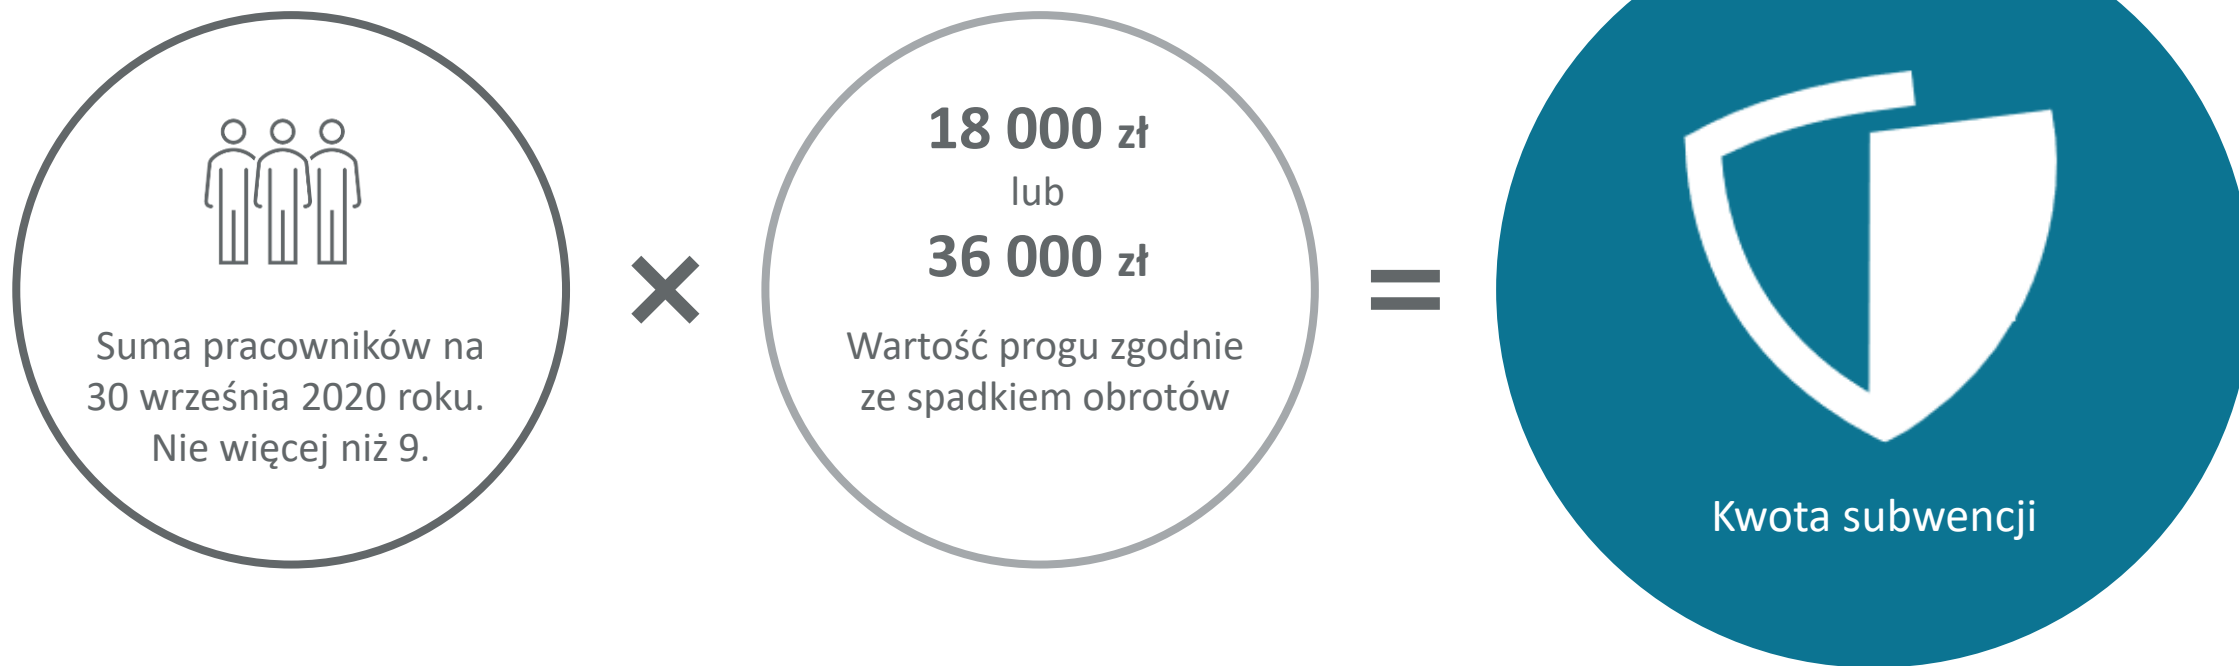 Suma pracowników na
30 września 2020 roku.
Nie więcej niż 9.
×
18 000 zł
lub
36 000 zł
Wartość progu zgodnie
ze spadkiem obrotów
=
Kwota subwencji